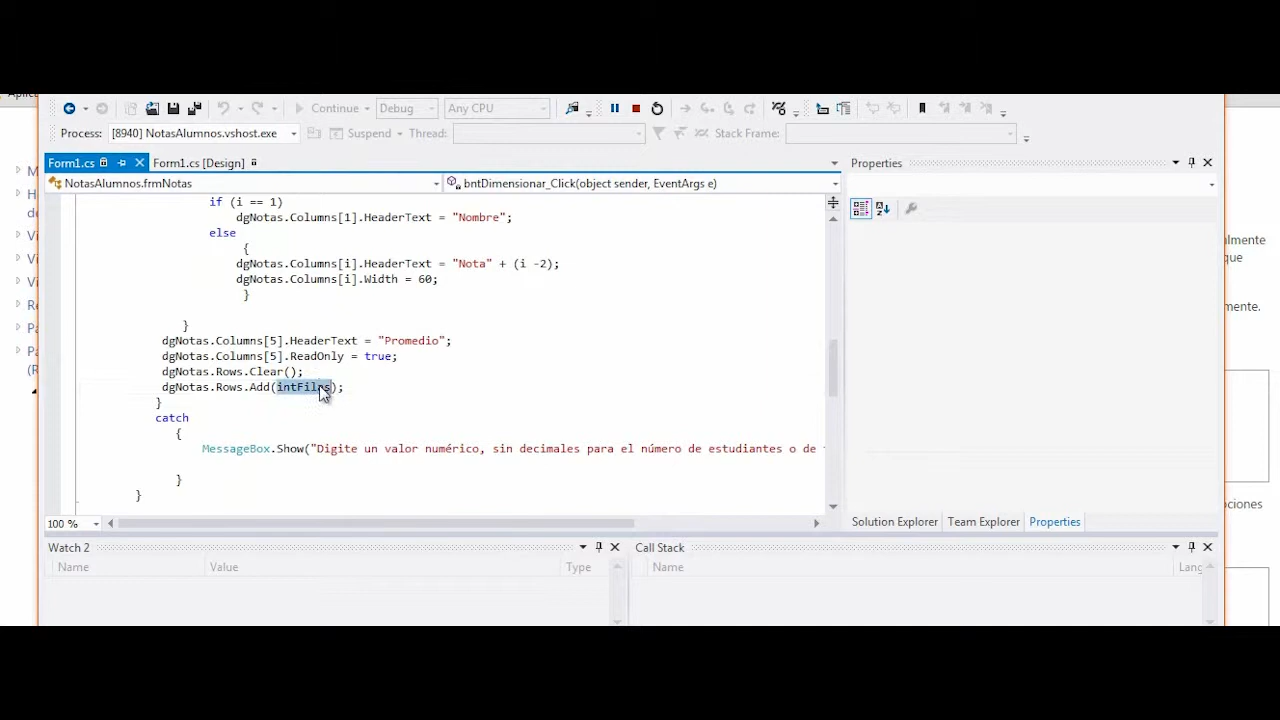 Continue Debug Any CPU
Process: [8940] NotasAlumnos.vshost.exe Suspend Thread: Stack Frame:
Form1.cs Form1.cs [Design] Properties
NotasAlumnos.frmNotas bntDimensionar_Click(object sender, EventArgs e)
if (i == 1)
dgNotas.Columns[1].HeaderText = "Nombre";
else
{
dgNotas.Columns[i].HeaderText = "Nota" + (i -2);
dgNotas.Columns[i].Width = 60;
}
}
dgNotas.Columns[5].HeaderText = "Promedio";
dgNotas.Columns[5].ReadOnly = true;
dgNotas.Rows.Clear();
dgNotas.Rows.Add(intFilas);
}
catch
{
MessageBox.Show("Digite un valor numérico, sin decimales para el número de estudiantes o de
}
}
100 %
Solution Explorer Team Explorer Properties
Watch 2 Call Stack
Name Value Type Name Lang